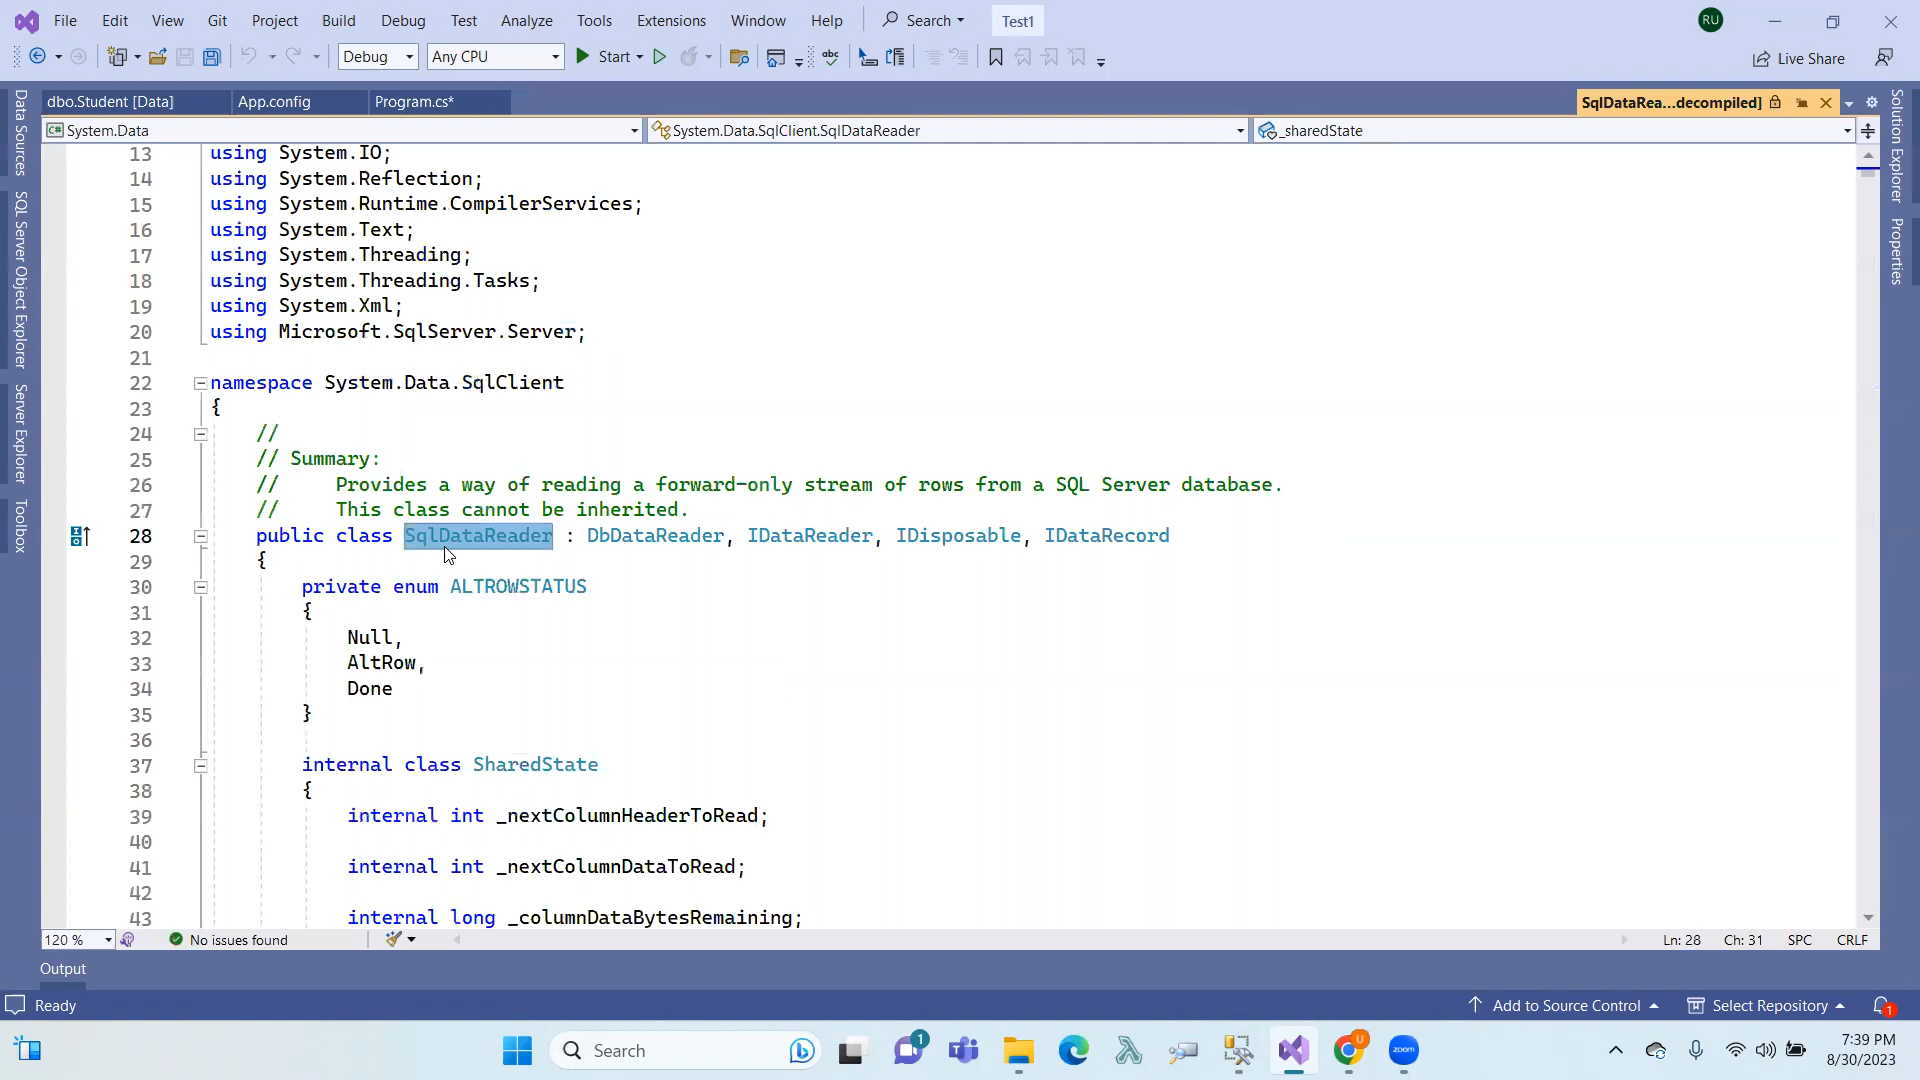 File Edit View Git Project Build Debug Test Analyze Tools Extensions Window Help Search Test1 RU
Debug Any CPU Start Live Share
dbo.Student [Data] App.config Program.cs* SqlDataRea...decompiled]
System.Data System.Data.SqlClient.SqlDataReader _sharedState
Data Sources
SQL Server Object Explorer
Server Explorer
Toolbox
Solution Explorer
Properties
13 using System.IO;
14 using System.Reflection;
15 using System.Runtime.CompilerServices;
16 using System.Text;
17 using System.Threading;
18 using System.Threading.Tasks;
19 using System.Xml;
20 using Microsoft.SqlServer.Server;
21
22 namespace System.Data.SqlClient
23 {
24 //
25 // Summary:
26 // Provides a way of reading a forward-only stream of rows from a SQL Server database.
27 // This class cannot be inherited.
28 public class SqlDataReader : DbDataReader, IDataReader, IDisposable, IDataRecord
29 {
30 private enum ALTROWSTATUS
31 {
32 Null,
33 AltRow,
34 Done
35 }
36
37 internal class SharedState
38 {
39 internal int _nextColumnHeaderToRead;
40
41 internal int _nextColumnDataToRead;
42
43 internal long _columnDataBytesRemaining;
120 % No issues found Ln: 28 Ch: 31 SPC CRLF
Output
Ready Add to Source Control Select Repository 1
Search 1 zoom 7:39 PM
8/30/2023